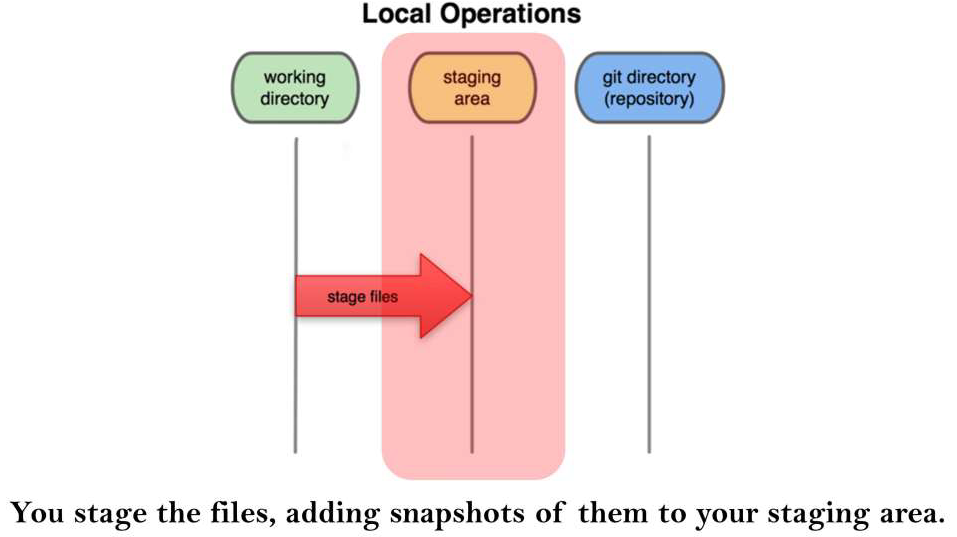 Local Operations
working
directory
staging
area
git directory
(repository)
stage files
You stage the files, adding snapshots of them to your staging area.